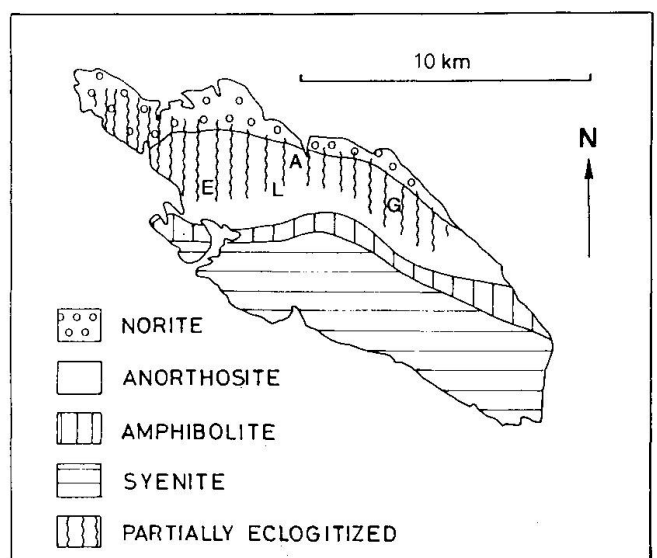 10 km
N
A
E
L
G
NORITE
ANORTHOSITE
AMPHIBOLITE
SYENITE
PARTIALLY ECLOGITIZED